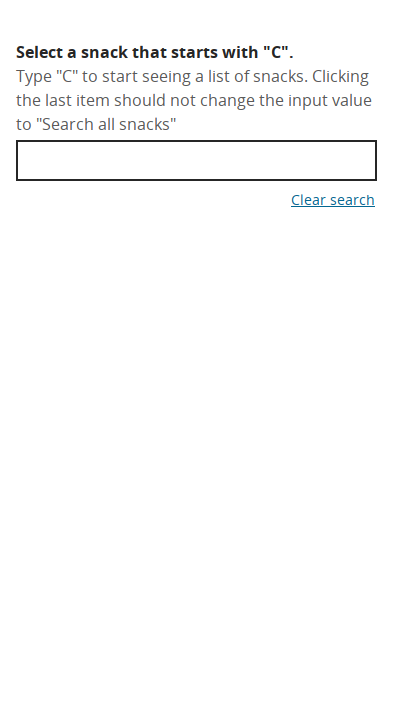 Select a snack that starts with "C".
Type "C" to start seeing a list of snacks. Clicking
the last item should not change the input value
to "Search all snacks"
Clear search